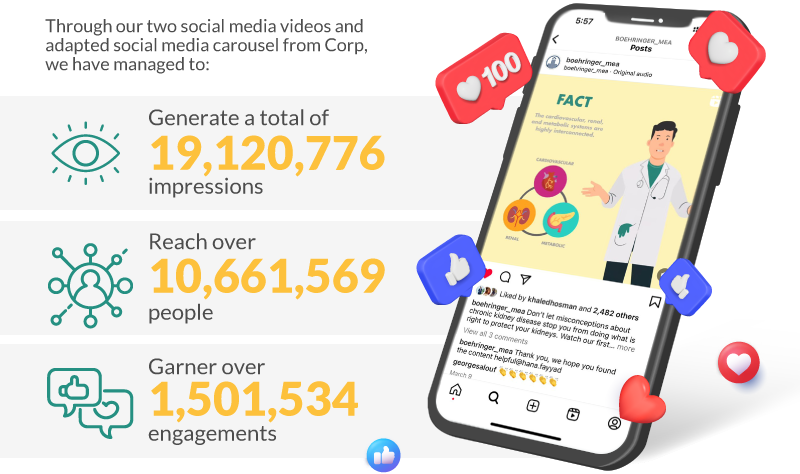 Through our two social media videos and
adapted social media carousel from Corp,
we have managed to:
Generate a total of
19,120,776
impressions
Reach over
10,661,569
people
Garner over
1,501,534
engagements
100
5:57
BOEHRINGER_MEA
Posts
boehringer_mea
boehringer_mea · Original audio
FACT
The cardiovascular, renal,
and metabolic systems are
highly interconnected.
CARDIOVASCULAR
RENAL
METABOLIC
Liked by khaledhosman and 2,482 others
boehringer_mea Don't let misconceptions about
chronic kidney disease stop you from doing what is
right to protect your kidneys. Watch our first... more
View all 3 comments
boehringer_mea Thank you, we hope you found
the content helpful@hana.fayyad
georgesalouf 👏👏👏👏👏👏
March 9